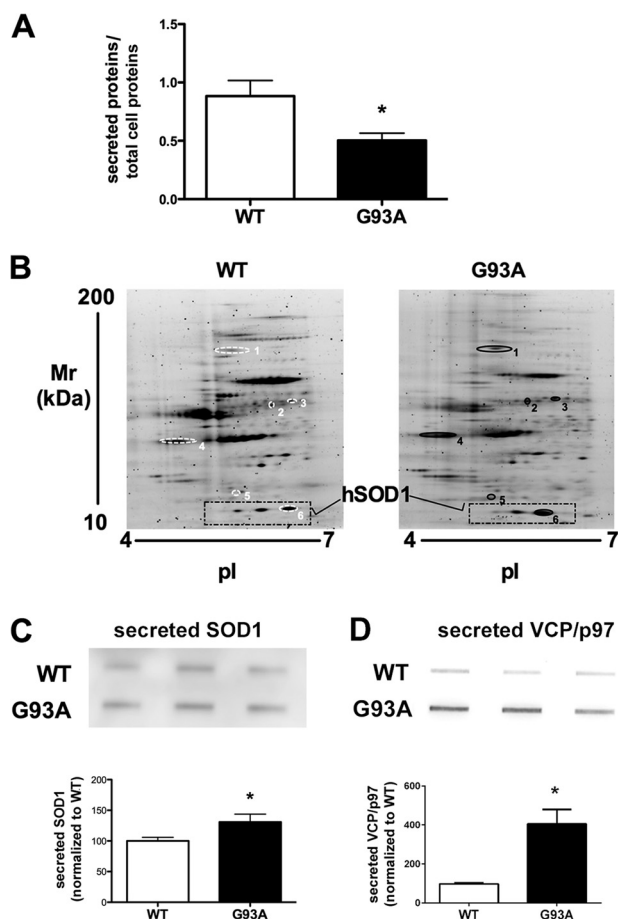 A
secreted proteins/
total cell proteins
1.5
1.0
0.5
0.0
*
WT
G93A
B
WT
G93A
200
Mr
(kDa)
10
1
2
3
4
5
6
hSOD1
1
2
3
4
5
6
4
7
4
7
pI
pI
C
secreted SOD1
WT
G93A
secreted SOD1
(normalized to WT)
150
125
100
75
50
25
0
*
WT
G93A
D
secreted VCP/p97
WT
G93A
secreted VCP/p97
(normalized to WT)
600
400
200
0
*
WT
G93A